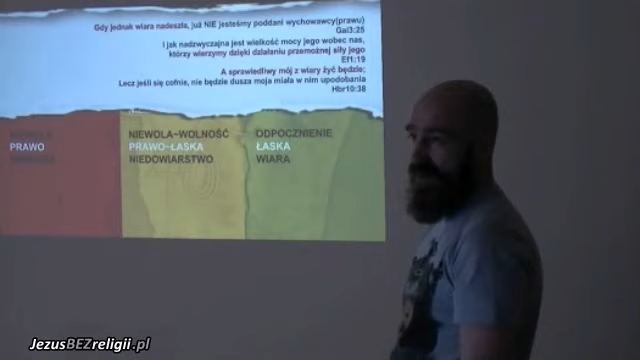 Gdy jednak wiara nadeszła, już NIE jesteśmy poddani wychowawcy(prawu)
Gal3:25
I jak nadzwyczajna jest wielkość mocy jego wobec nas,
którzy wierzymy dzięki działaniu przemożnej siły jego
Ef1:19
A sprawiedliwy mój z wiary żyć będzie;
Lecz jeśli się cofnie, nie będzie dusza moja miała w nim upodobania
Hbr10:38
NIEWOLA-WOLNOŚĆ ODPOCZNIENIE
PRAWO PRAWO-ŁASKA ŁASKA
NIEDOWIARSTWO WIARA
JezusBEZreligii.pl